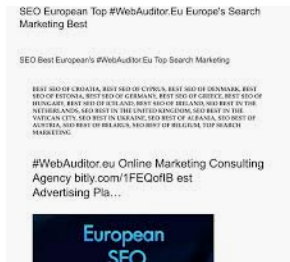 SEO European Top #WebAuditor.Eu Europe's Search
Marketing Best
SEO Best European's #WebAuditor.Eu Top Search Marketing
BEST SEO OF CROATIA, BEST SEO OF CYPRUS, BEST SEO OF DENMARK, BEST
SEO OF ESTONIA, BEST SEO OF GERMANY, BEST SEO OF GREECE, BEST SEO OF
HUNGARY, BEST SEO OF ICELAND, BEST SEO OF IRELAND, SEO BEST IN THE
NETHERLANDS, SEO BEST IN THE UNITED KINGDOM, SEO BEST IN THE
VATICAN CITY, SEO BEST IN UKRAINE, SEO BEST OF ALBANIA, SEO BEST OF
AUSTRIA, SEO BEST OF BELARUS, SEO BEST OF BELGIUM, TOP SEARCH
MARKETING
#WebAuditor.eu Online Marketing Consulting
Agency bitly.com/1FEQofIB est
Advertising Pla...
European
SEO